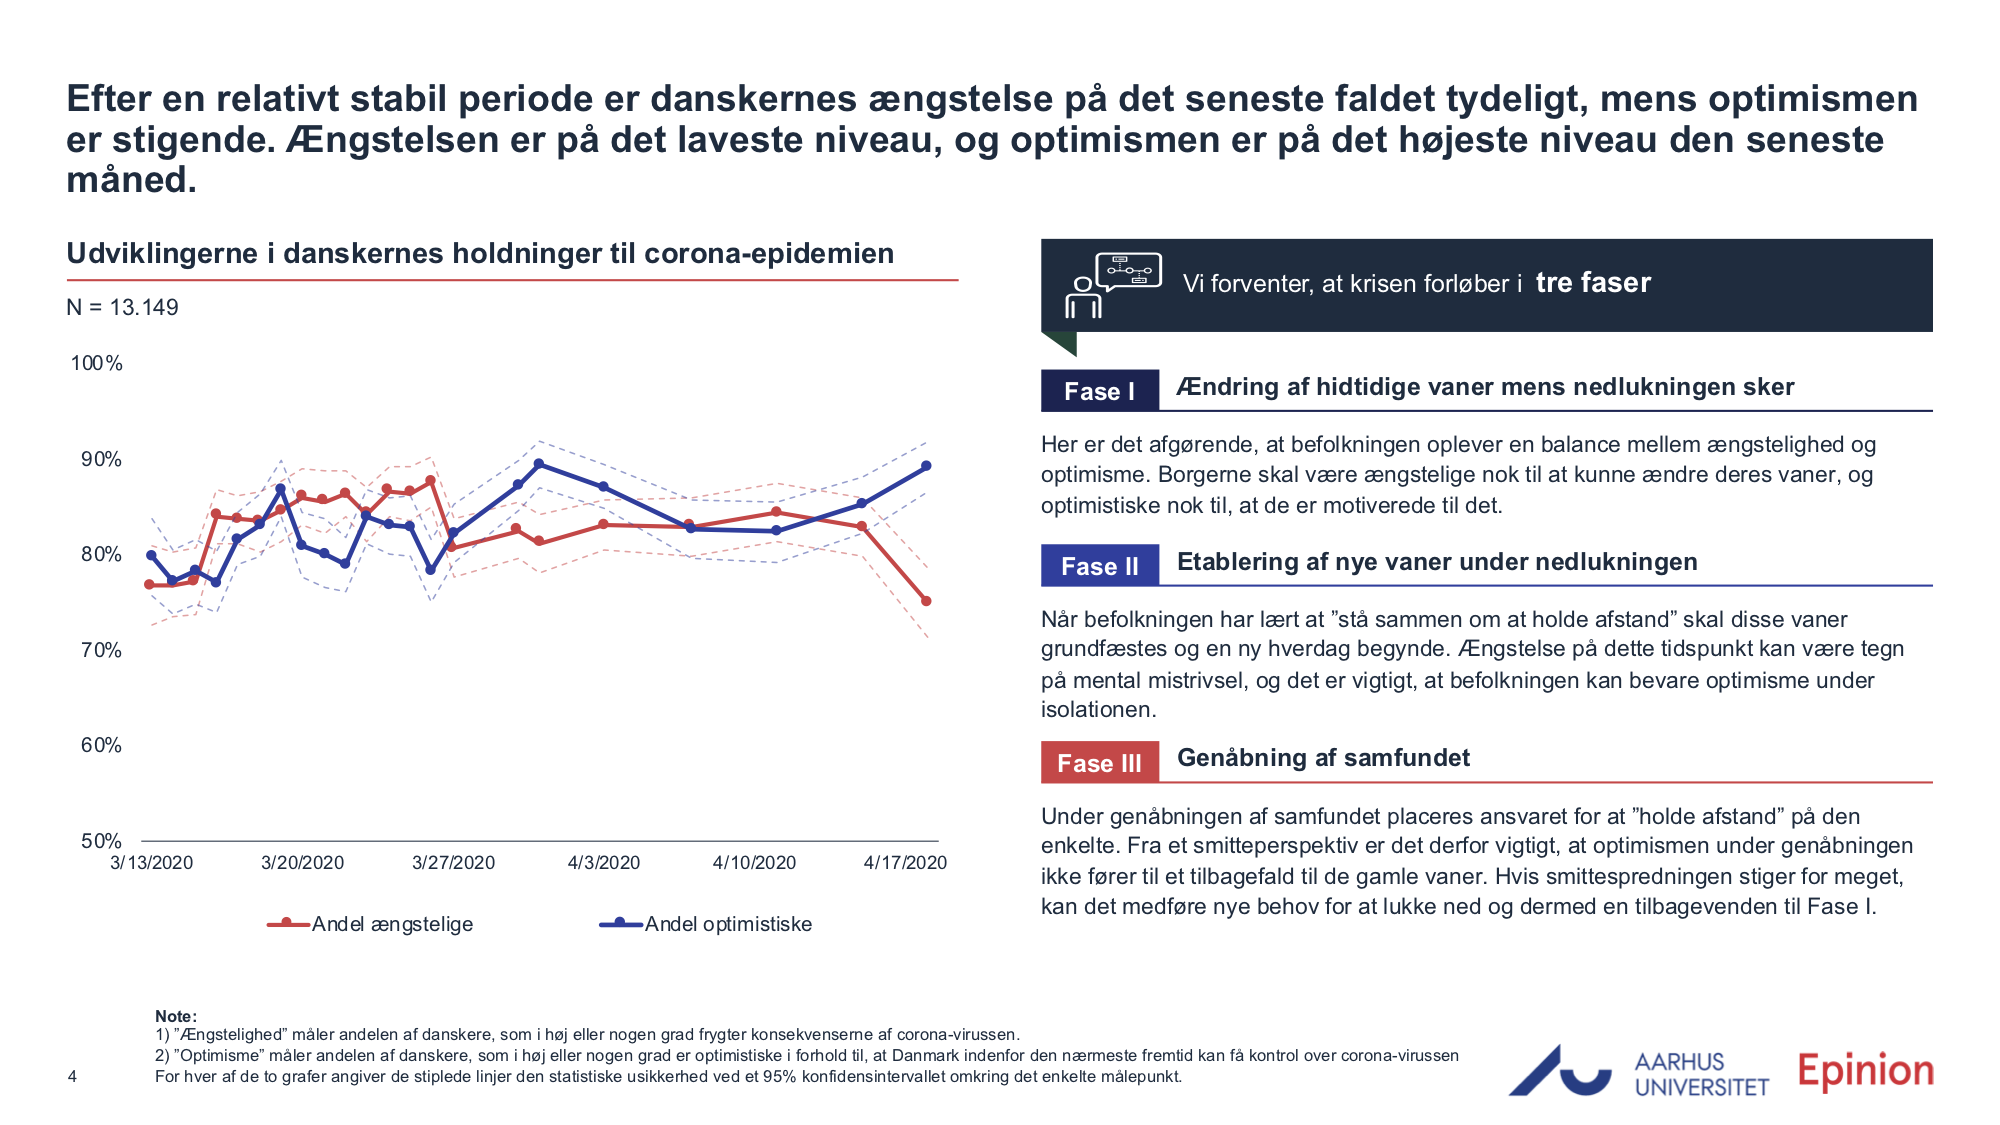 Efter en relativt stabil periode er danskernes ængstelse på det seneste faldet tydeligt, mens optimismen
er stigende. Ængstelsen er på det laveste niveau, og optimismen er på det højeste niveau den seneste
måned.
Udviklingerne i danskernes holdninger til corona-epidemien
N = 13.149
100%
90%
80%
70%
60%
50%
3/13/2020 3/20/2020 3/27/2020 4/3/2020 4/10/2020 4/17/2020
Andel ængstelige Andel optimistiske
Vi forventer, at krisen forløber i tre faser
Fase I Ændring af hidtidige vaner mens nedlukningen sker
Her er det afgørende, at befolkningen oplever en balance mellem ængstelighed og
optimisme. Borgerne skal være ængstelige nok til at kunne ændre deres vaner, og
optimistiske nok til, at de er motiverede til det.
Fase II Etablering af nye vaner under nedlukningen
Når befolkningen har lært at ”stå sammen om at holde afstand” skal disse vaner
grundfæstes og en ny hverdag begynde. Ængstelse på dette tidspunkt kan være tegn
på mental mistrivsel, og det er vigtigt, at befolkningen kan bevare optimisme under
isolationen.
Fase III Genåbning af samfundet
Under genåbningen af samfundet placeres ansvaret for at ”holde afstand” på den
enkelte. Fra et smitteperspektiv er det derfor vigtigt, at optimismen under genåbningen
ikke fører til et tilbagefald til de gamle vaner. Hvis smittespredningen stiger for meget,
kan det medføre nye behov for at lukke ned og dermed en tilbagevenden til Fase I.
Note:
1) ”Ængstelighed” måler andelen af danskere, som i høj eller nogen grad frygter konsekvenserne af corona-virussen.
2) ”Optimisme” måler andelen af danskere, som i høj eller nogen grad er optimistiske i forhold til, at Danmark indenfor den nærmeste fremtid kan få kontrol over corona-virussen
For hver af de to grafer angiver de stiplede linjer den statistiske usikkerhed ved et 95% konfidensintervallet omkring det enkelte målepunkt.
4
AARHUS
UNIVERSITET
Epinion